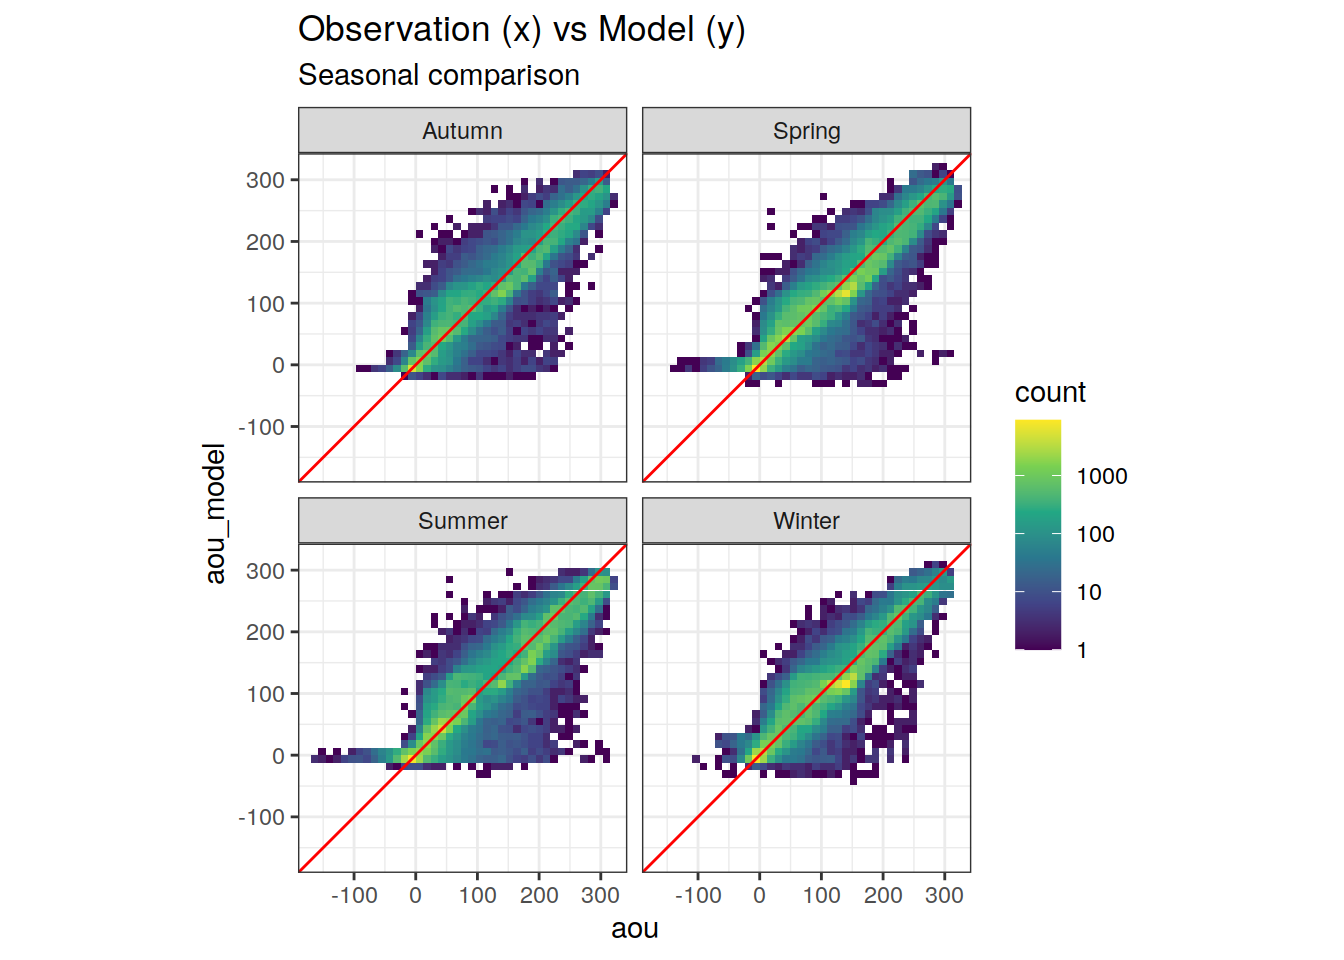 Observation (x) vs Model (y)
Seasonal comparison
Autumn
Spring
300
200
100
0
-100
Summer
Winter
300
200
100
0
-100
-100 0 100 200 300
-100 0 100 200 300
aou
aou_model
count
1000
100
10
1